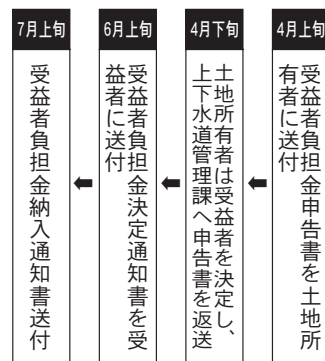 4月上旬
受益者負担金申告書を土地所
有者に送付
4月下旬
土地所有者は受益者を決定し、
上下水道管理課へ申告書を返送
6月上旬
受益者負担金決定通知書を受
益者に送付
7月上旬
受益者負担金納入通知書送付